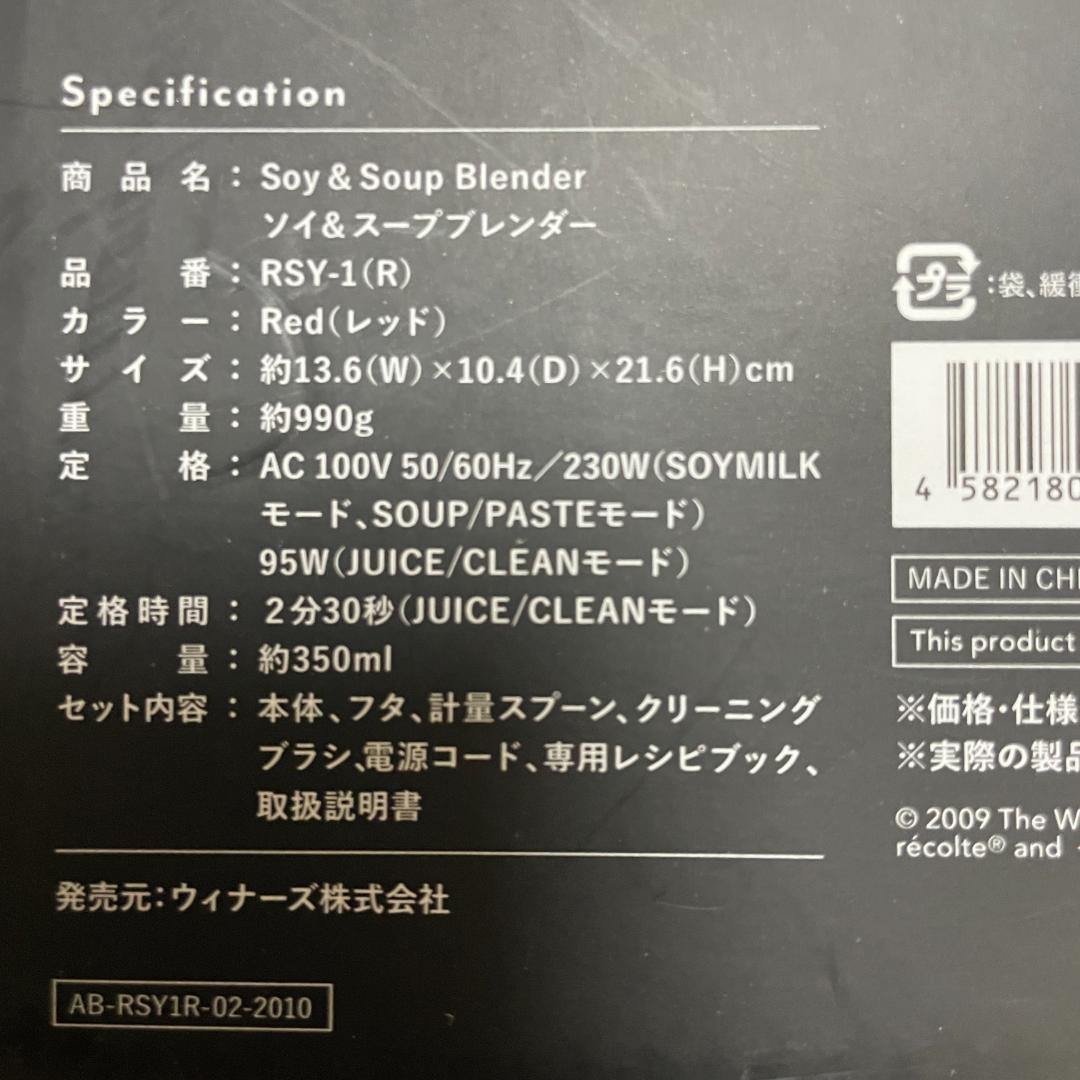 Specification
商品名：Soy & Soup Blender
ソイ&スープブレンダー
品番：RSY-1(R)
カラー：Red(レッド)
サイズ：約13.6(W)×10.4(D)×21.6(H)cm
重量：約990g
定格：AC 100V 50/60Hz／230W(SOYMILK
モード、SOUP/PASTEモード)
95W(JUICE/CLEANモード)
定格時間：2分30秒(JUICE/CLEANモード)
容量：約350ml
セット内容：本体、フタ、計量スプーン、クリーニング
ブラシ、電源コード、専用レシピブック、
取扱説明書
発売元：ウィナーズ株式会社
AB-RSY1R-02-2010
プラ：袋、緩衝
4 582180
MADE IN CHI
This product
※価格・仕様
※実際の製品
© 2009 The W
récolte® and